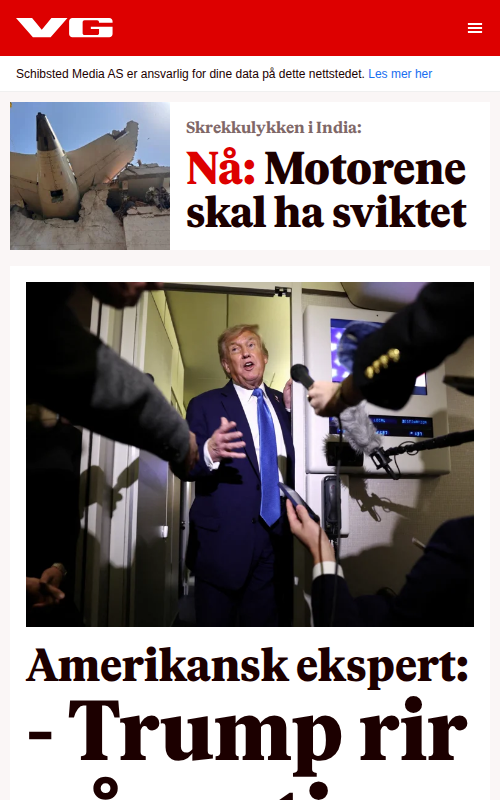 VG
Schibsted Media AS er ansvarlig for dine data på dette nettstedet. Les mer her
Skrekkulykken i India:
Nå: Motorene
skal ha sviktet
Amerikansk ekspert:
- Trump rir